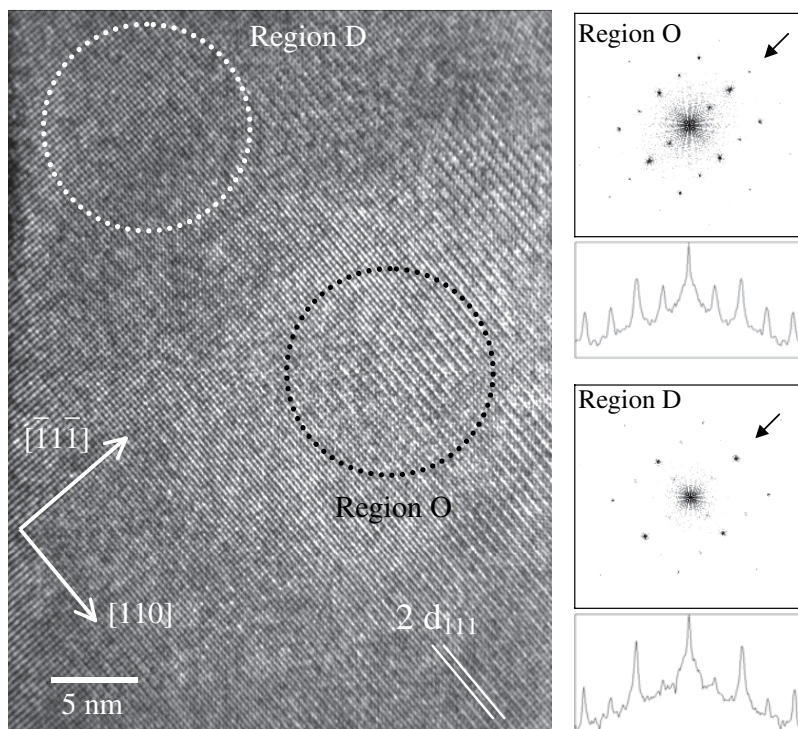 Region D
Region O
[1̅11̅]
[110]
2 d111
5 nm
Region O
Region D